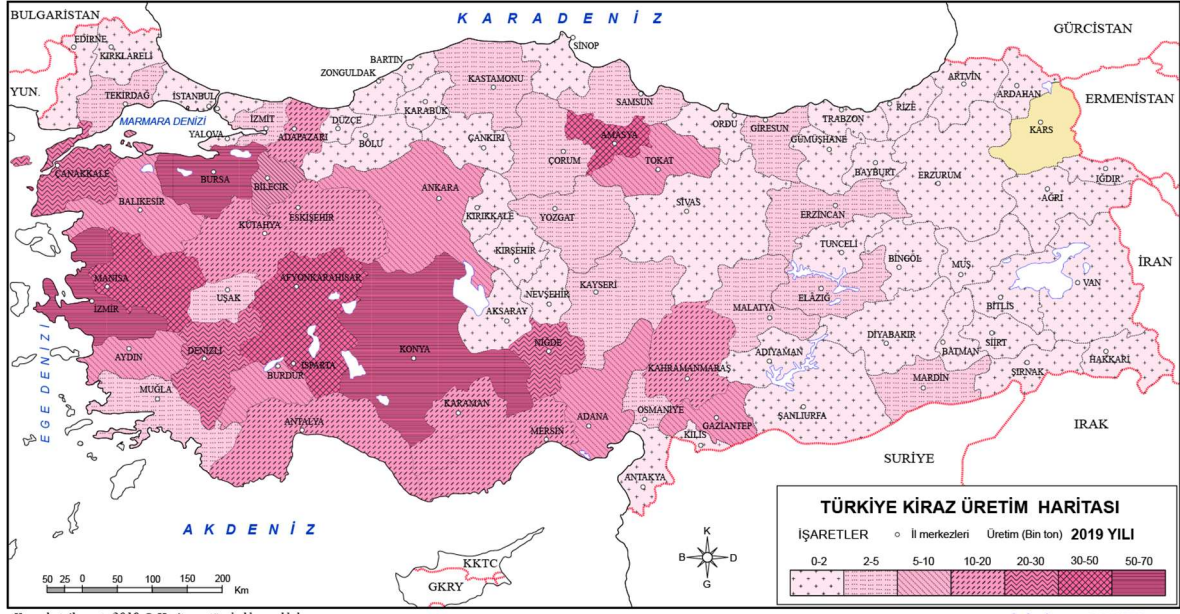 BULGARİSTAN
KARADENİZ
GÜRCİSTAN
EDİRNE
KIRKLARELİ
SİNOP
BARTIN
ZONGULDAK
KASTAMONU
ARTVİN
ARDAHAN
YUN.
TEKİRDAĞ
İSTANBUL
KARABÜK
SAMSUN
RİZE
ERMENİSTAN
MARMARA DENİZİ
İZMİT
DÜZCE
ORDU
GİRESUN
TRABZON
KARS
YALOVA
ADAPAZARI
BOLU
ÇANKIRI
AMASYA
GÜMÜŞHANE
ÇORUM
TOKAT
BAYBURT
ERZURUM
ÇANAKKALE
BURSA
BİLECİK
ANKARA
IĞDIR
BALIKESİR
ESKİŞEHİR
KIRIKKALE
YOZGAT
SİVAS
ERZİNCAN
AĞRI
KÜTAHYA
KIRŞEHİR
TUNCELİ
BİNGÖL
MUŞ
İRAN
MANİSA
AFYONKARAHİSAR
UŞAK
NEVŞEHİR
KAYSERİ
ELÂZIĞ
VAN
İZMİR
AKSARAY
MALATYA
BİTLİS
EGE DENİZİ
AYDIN
DENİZLİ
KONYA
NİĞDE
DİYABAKIR
SİİRT
BATMAN
ISPARTA
BURDUR
ADIYAMAN
HAKKARİ
ŞIRNAK
KAHRAMANMARAŞ
MUĞLA
MARDİN
KARAMAN
ADANA
OSMANİYE
ŞANLIURFA
ANTALYA
MERSİN
GAZİANTEP
KİLİS
IRAK
SURİYE
ANTAKYA
AKDENİZ
TÜRKİYE KİRAZ ÜRETİM HARİTASI
İŞARETLER İl merkezleri Üretim (Bin ton) 2019 YILI
0-2 2-5 5-10 10-20 20-30 30-50 50-70
K
B D
G
KKTC
GKRY
50 25 0 50 100 150 200
Km